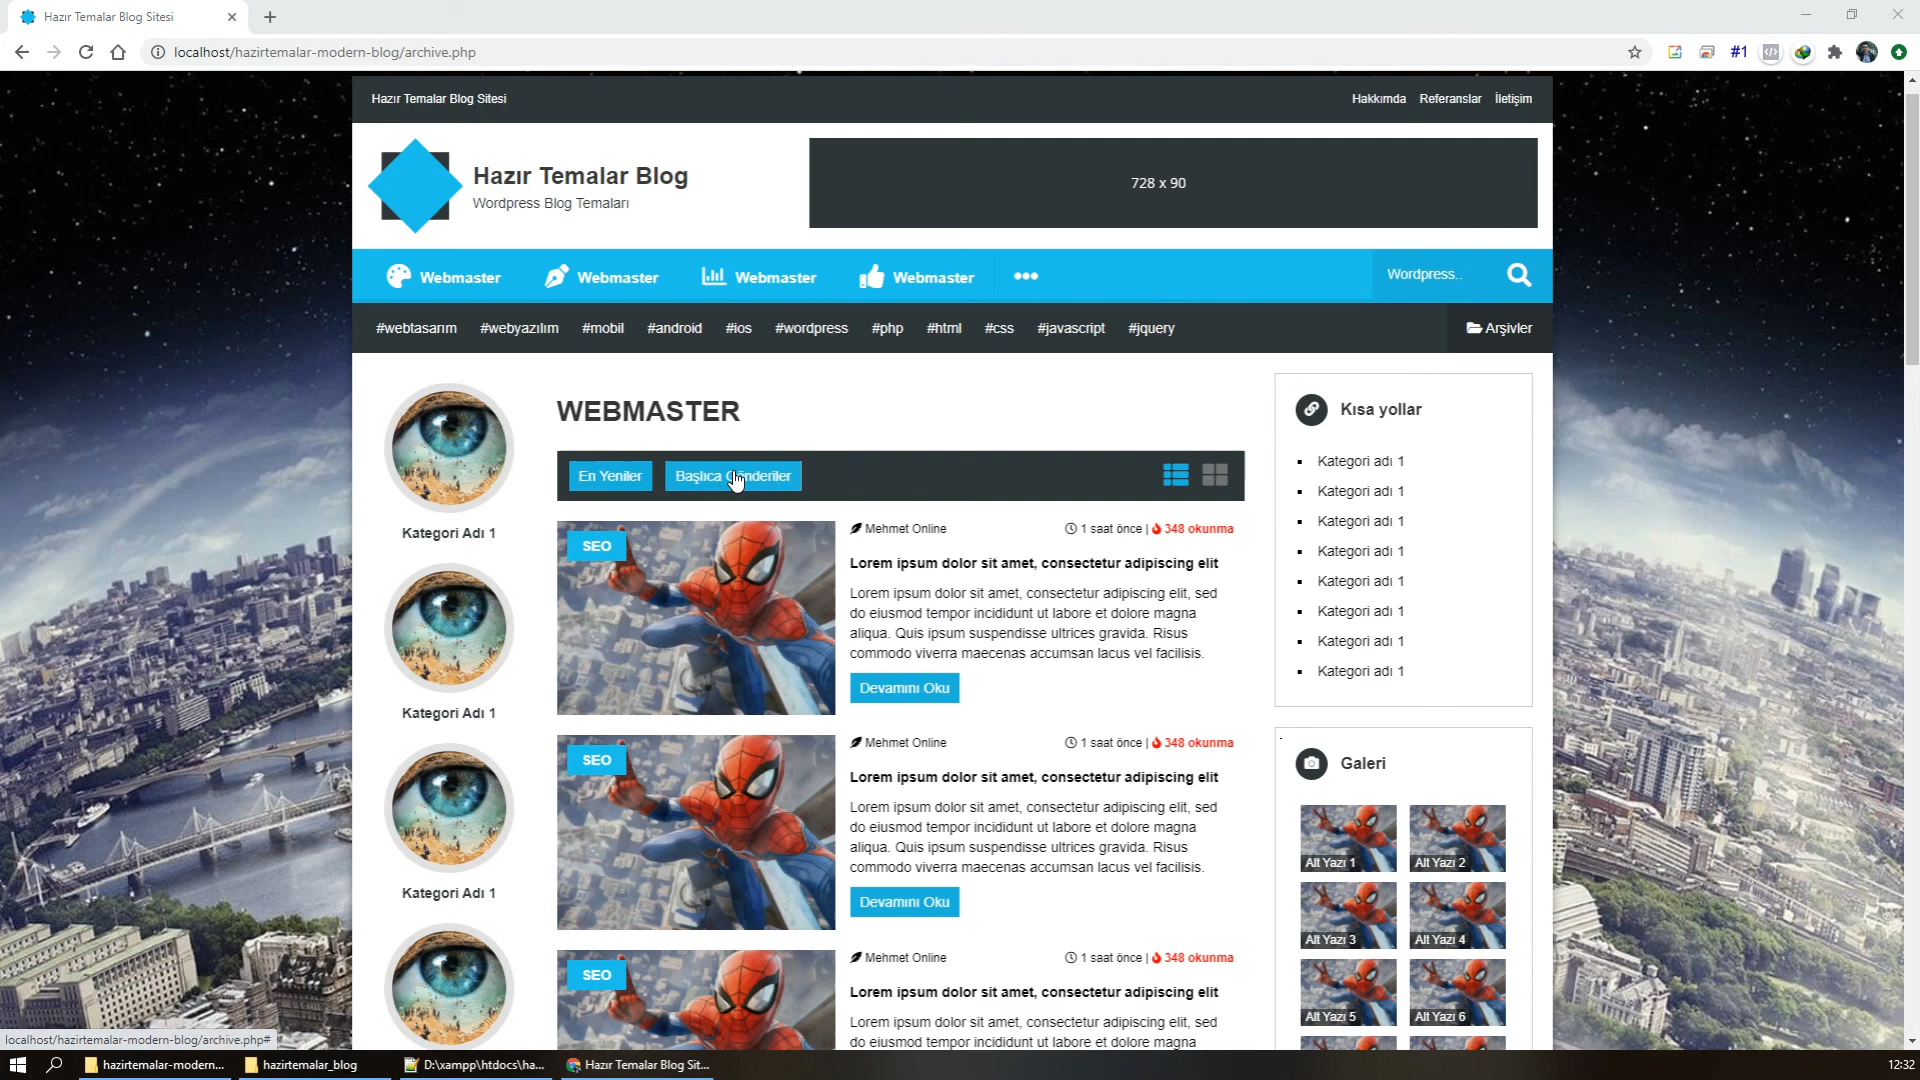 Hazır Temalar Blog Sitesi
localhost/hazirtemalar-modern-blog/archive.php
#1
Hazır Temalar Blog Sitesi
Hakkımda Referanslar İletişim
Hazır Temalar Blog
Wordpress Blog Temaları
728 x 90
Webmaster Webmaster Webmaster Webmaster
Wordpress..
#webtasarım #webyazılım #mobil #android #ios #wordpress #php #html #css #javascript #jquery
Arşivler
Kategori Adı 1
Kategori Adı 1
Kategori Adı 1
WEBMASTER
En Yeniler Başlıca Gönderiler
SEO
Mehmet Online 1 saat önce | 348 okunma
Lorem ipsum dolor sit amet, consectetur adipiscing elit
Lorem ipsum dolor sit amet, consectetur adipiscing elit, sed
do eiusmod tempor incididunt ut labore et dolore magna
aliqua. Quis ipsum suspendisse ultrices gravida. Risus
commodo viverra maecenas accumsan lacus vel facilisis.
Devamını Oku
SEO
Mehmet Online 1 saat önce | 348 okunma
Lorem ipsum dolor sit amet, consectetur adipiscing elit
Lorem ipsum dolor sit amet, consectetur adipiscing elit, sed
do eiusmod tempor incididunt ut labore et dolore magna
aliqua. Quis ipsum suspendisse ultrices gravida. Risus
commodo viverra maecenas accumsan lacus vel facilisis.
Devamını Oku
SEO
Mehmet Online 1 saat önce | 348 okunma
Lorem ipsum dolor sit amet, consectetur adipiscing elit
Lorem ipsum dolor sit amet, consectetur adipiscing elit, sed
do eiusmod tempor incididunt ut labore et dolore magna
Kısa yollar
Kategori adı 1
Kategori adı 1
Kategori adı 1
Kategori adı 1
Kategori adı 1
Kategori adı 1
Kategori adı 1
Kategori adı 1
Galeri
Alt Yazı 1 Alt Yazı 2
Alt Yazı 3 Alt Yazı 4
Alt Yazı 5 Alt Yazı 6
localhost/hazirtemalar-modern-blog/archive.php#
hazirtemalar-modern... hazirtemalar_blog D:\xampp\htdocs\ha... Hazır Temalar Blog Sit... 12:32